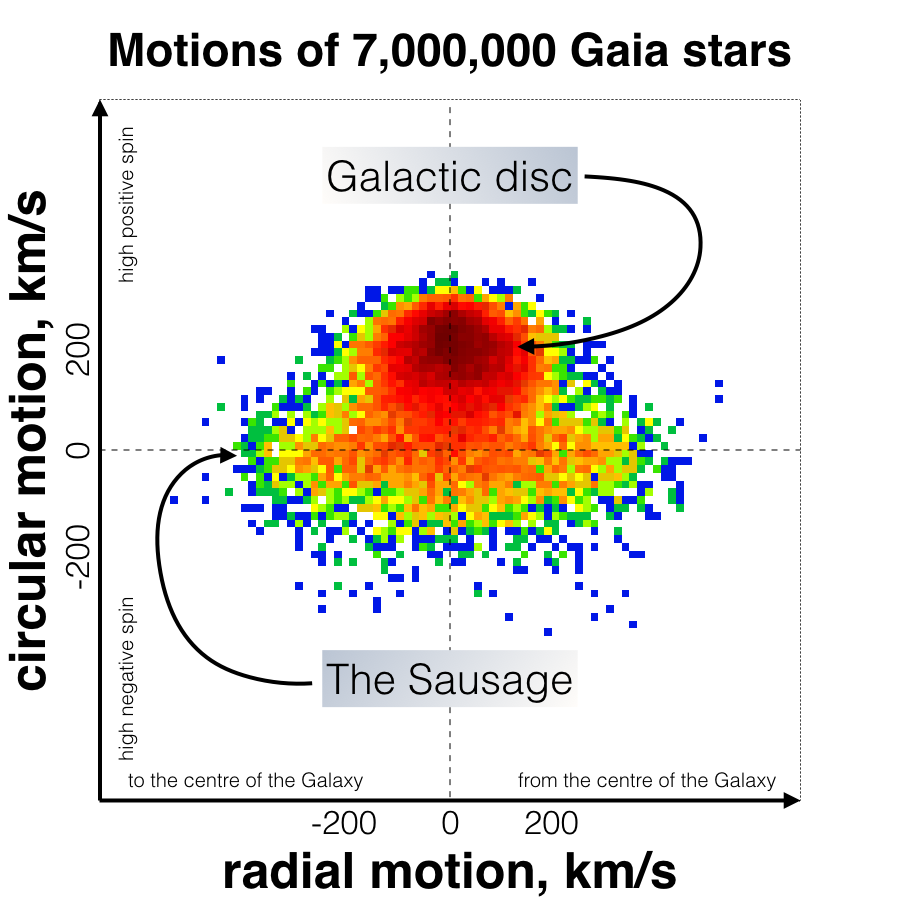 Motions of 7,000,000 Gaia stars
high positive spin
Galactic disc
circular motion, km/s
200
0
-200
high negative spin
The Sausage
to the centre of the Galaxy
from the centre of the Galaxy
-200 0 200
radial motion, km/s